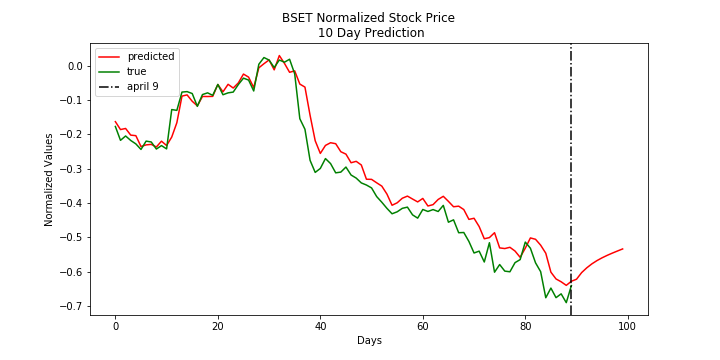 BSET Normalized Stock Price
10 Day Prediction
predicted
true
april 9
Normalized Values
0.0
−0.1
−0.2
−0.3
−0.4
−0.5
−0.6
−0.7
0
20
40
60
80
100
Days